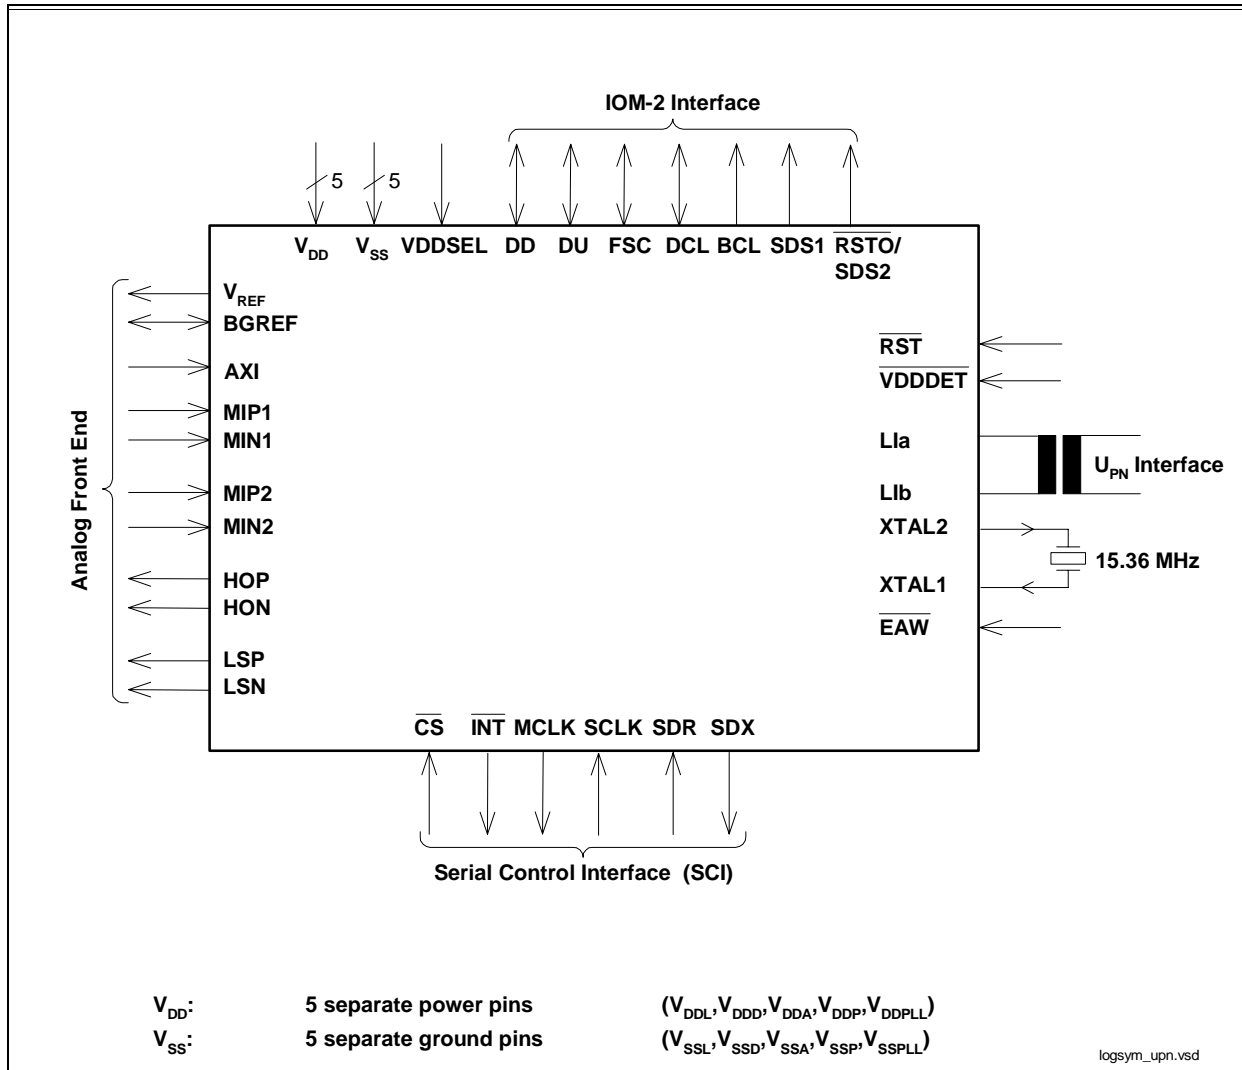 IOM-2 Interface
5 5
VDD VSS VDDSEL DD DU FSC DCL BCL SDS1 RSTO/
SDS2
VREF
BGREF
AXI
MIP1
MIN1
MIP2
MIN2
HOP
HON
LSP
LSN
Analog Front End
RST
VDDDET
LIa
LIb
UPN Interface
XTAL2
15.36 MHz
XTAL1
EAW
CS INT MCLK SCLK SDR SDX
Serial Control Interface (SCI)
VDD: 5 separate power pins (VDDL,VDDD,VDDA,VDDP,VDDPLL)
VSS: 5 separate ground pins (VSSL,VSSD,VSSA,VSSP,VSSPLL)
logsym_upn.vsd